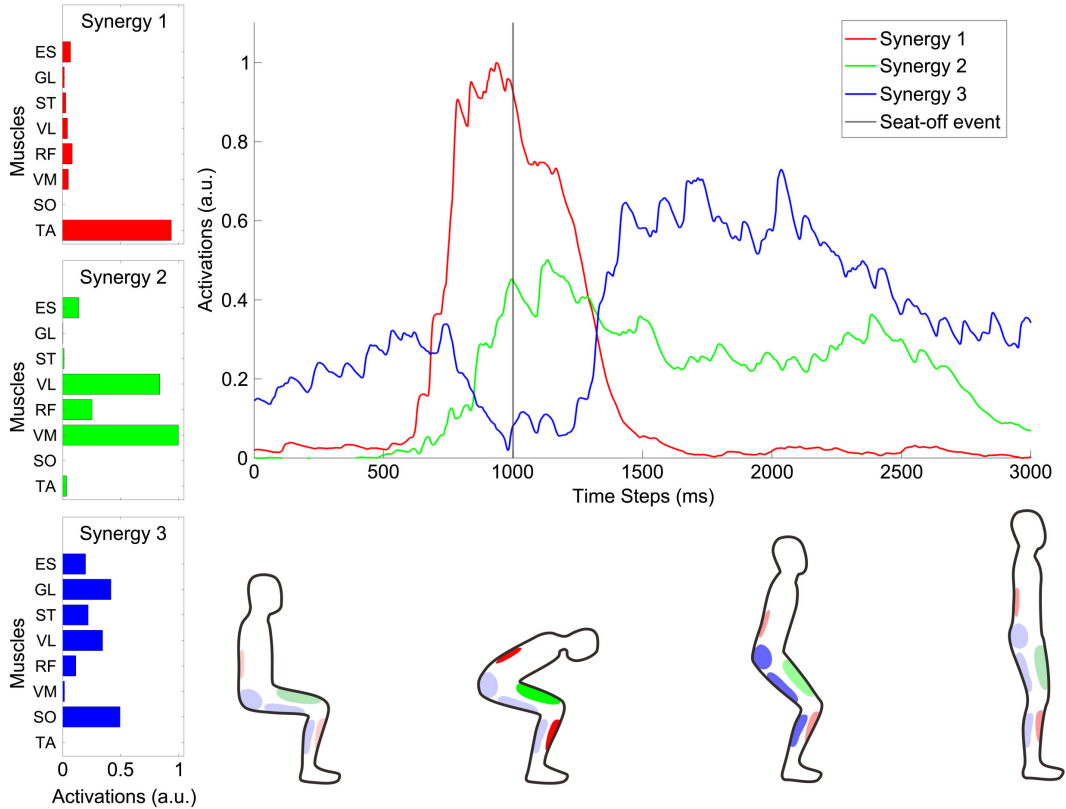 Synergy 1
Muscles
ES
GL
ST
VL
RF
VM
SO
TA
Synergy 2
Muscles
ES
GL
ST
VL
RF
VM
SO
TA
Synergy 3
Muscles
ES
GL
ST
VL
RF
VM
SO
TA
0 0.5 1
Activations (a.u.)
Activations (a.u.)
1
0.8
0.6
0.4
0.2
0
0 500 1000 1500 2000 2500 3000
Time Steps (ms)
Synergy 1
Synergy 2
Synergy 3
Seat-off event